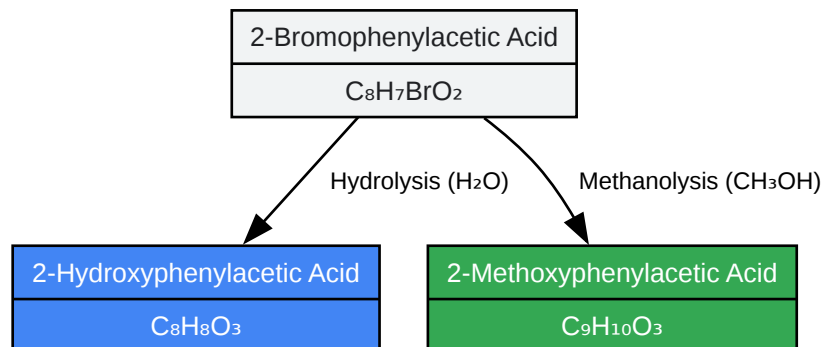 2-Bromophenylacetic Acid
C₈H₇BrO₂
Hydrolysis (H₂O)
Methanolysis (CH₃OH)
2-Hydroxyphenylacetic Acid
C₈H₈O₃
2-Methoxyphenylacetic Acid
C₉H₁₀O₃